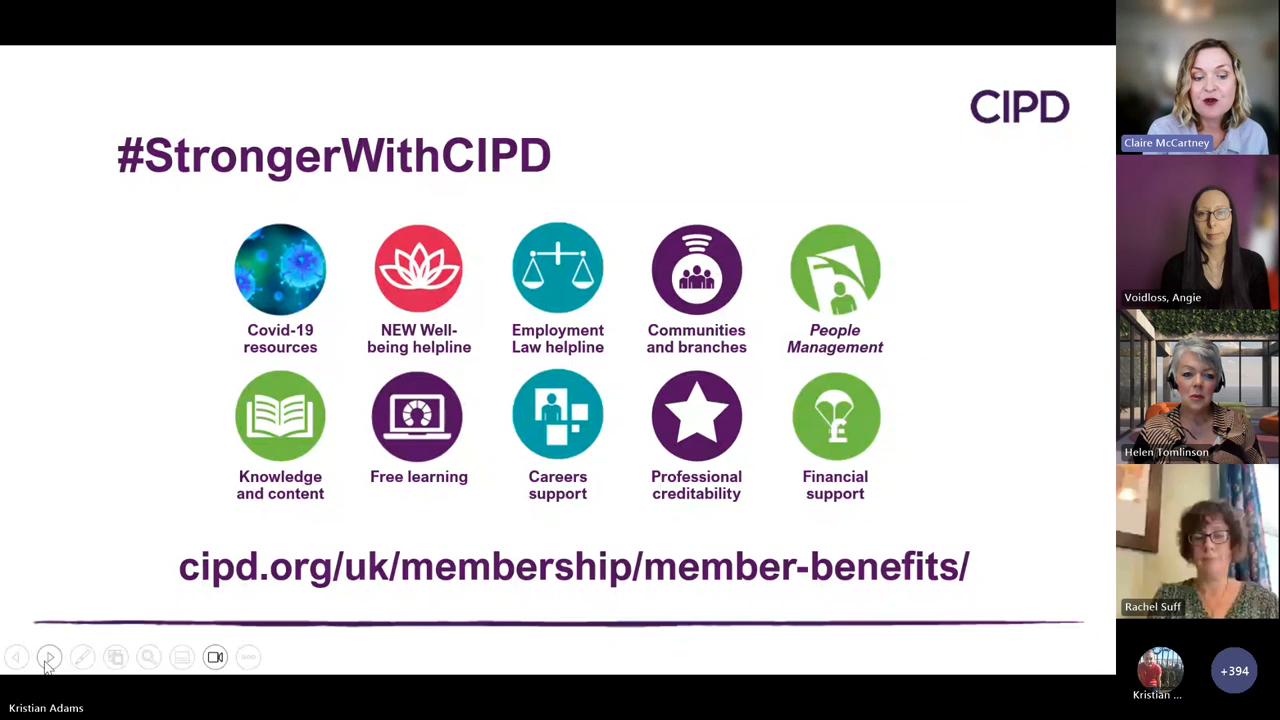 CIPD
#StrongerWithCIPD
Covid-19
resources
NEW Well-
being helpline
Employment
Law helpline
Communities
and branches
People
Management
£
Knowledge
and content
Free learning
Careers
support
Professional
creditability
Financial
support
cipd.org/uk/membership/member-benefits/
Claire McCartney
Voidloss, Angie
Helen Tomlinson
Rachel Suff
Kristian ...
+394
Kristian Adams